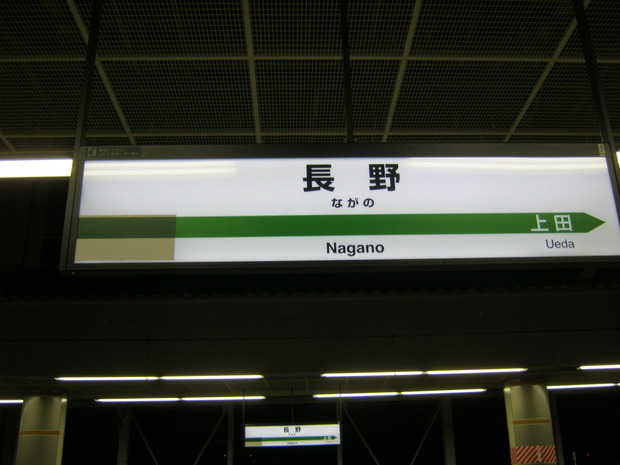 長野
ながの
上田
Nagano
Ueda
長野